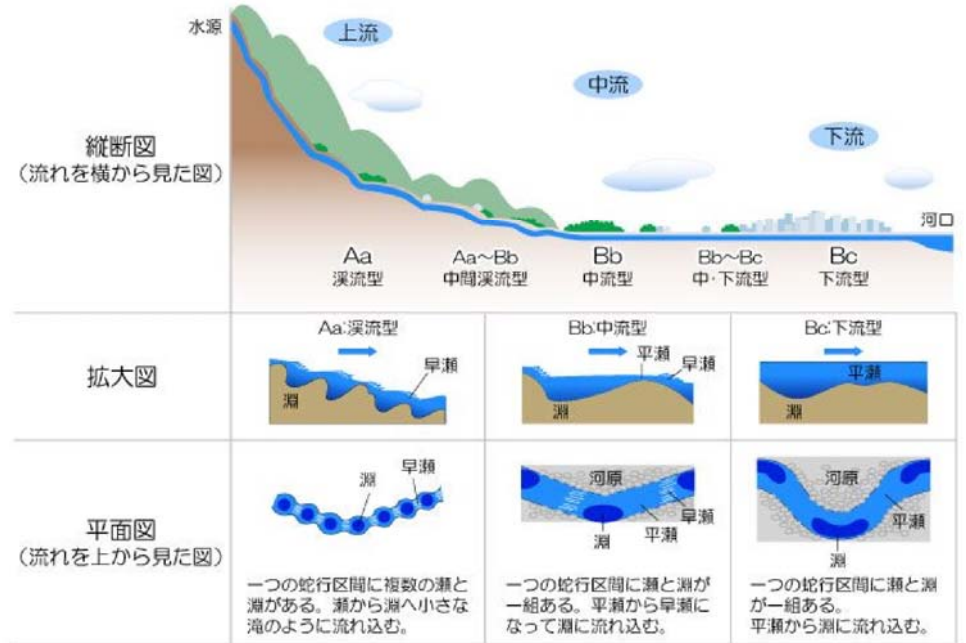 水源
上流
中流
下流
縦断図
(流れを横から見た図)
河口
Aa
渓流型
Aa~Bb
中間渓流型
Bb
中流型
Bb~Bc
中・下流型
Bc
下流型
拡大図
Aa:渓流型
早瀬
淵
Bb:中流型
平瀬
早瀬
淵
Bc:下流型
平瀬
淵
平面図
(流れを上から見た図)
早瀬
淵
一つの蛇行区間に複数の瀬と
淵がある。瀬から淵へ小さな
滝のように流れ込む。
河原
早瀬
平瀬
淵
一つの蛇行区間に瀬と淵が
一組ある。平瀬から早瀬に
なって淵に流れ込む。
河原
平瀬
淵
一つの蛇行区間に瀬と淵
が一組ある。
平瀬から淵に流れ込む。